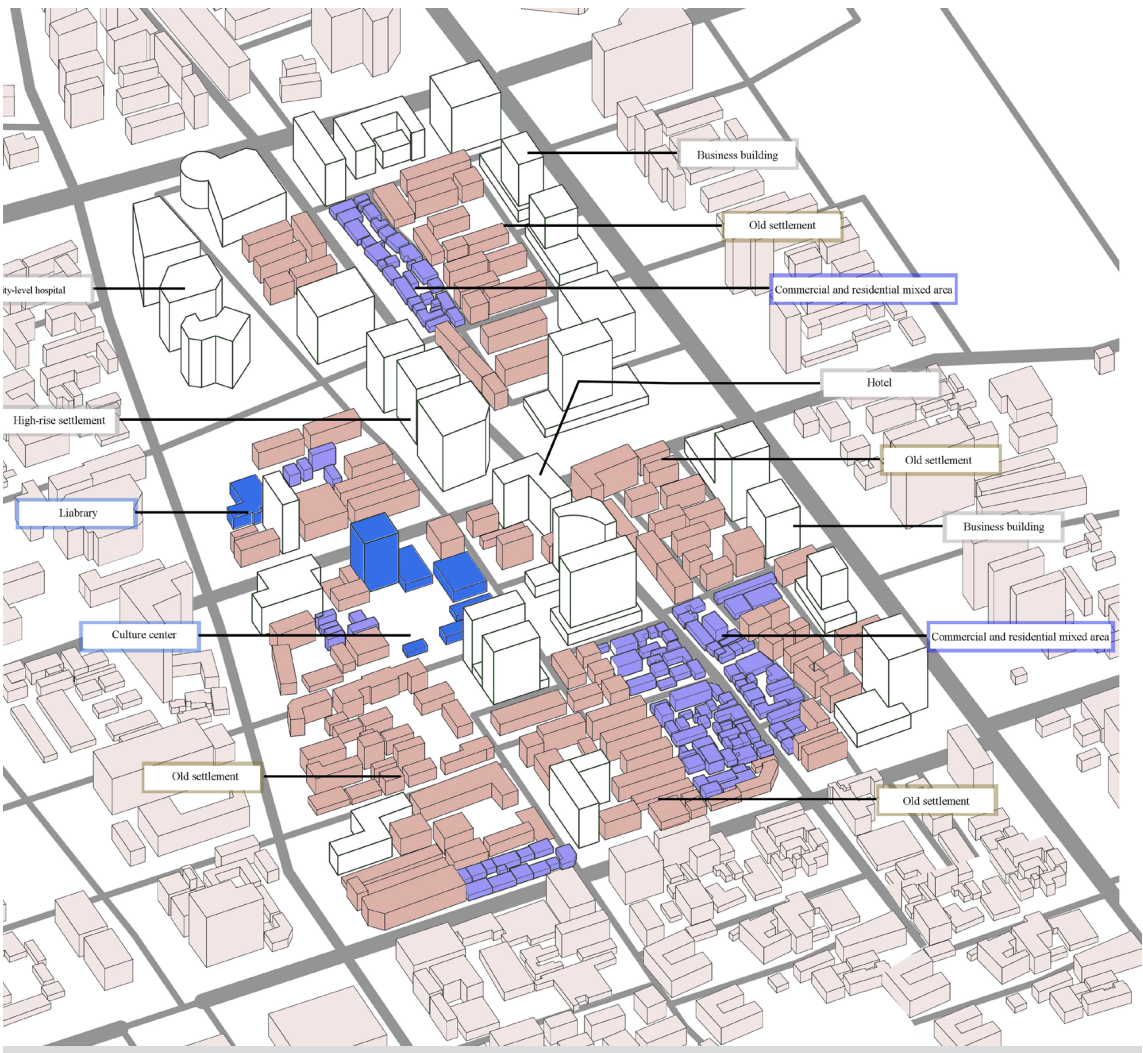 Business building
Old settlement
Commercial and residential mixed area
ity-level hospital
Hotel
High-rise settlement
Old settlement
Liabrary
Business building
Culture center
Commercial and residential mixed area
Old settlement
Old settlement